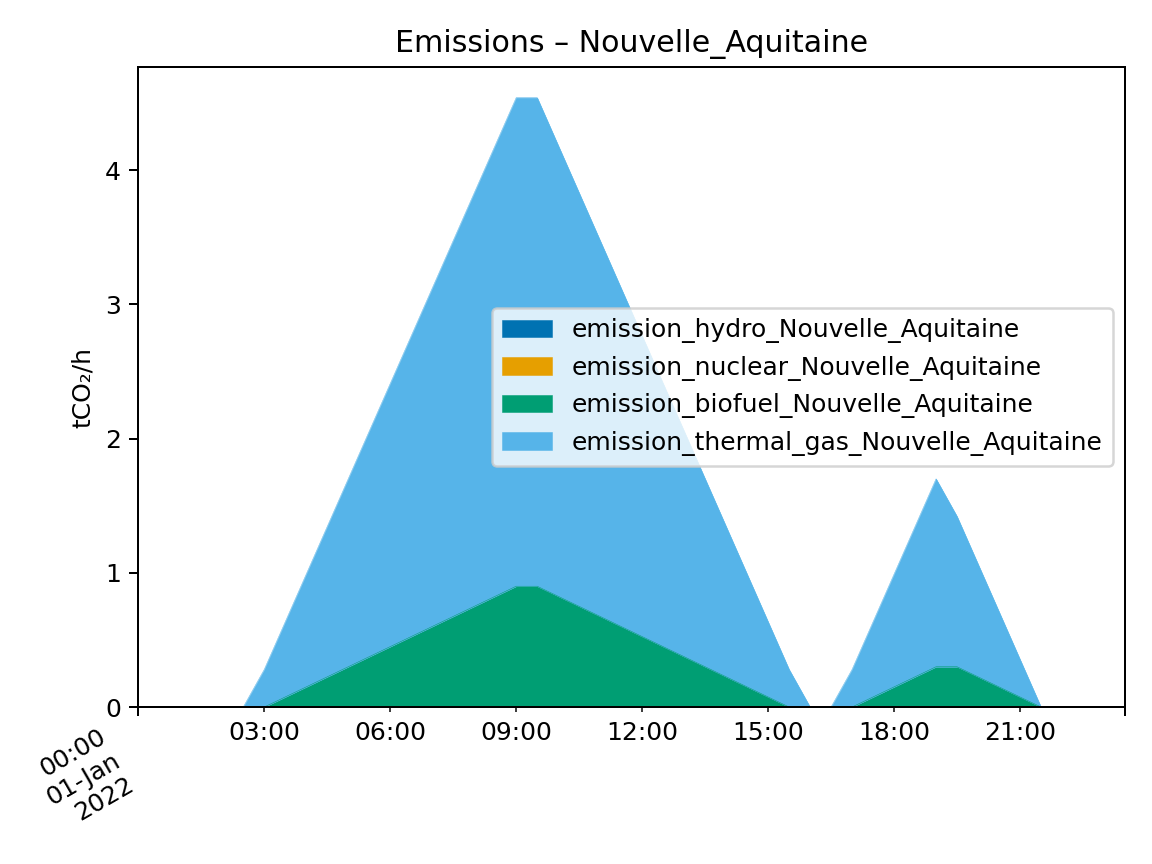 Emissions – Nouvelle_Aquitaine
tCO₂/h
4
3
2
1
0
emission_hydro_Nouvelle_Aquitaine
emission_nuclear_Nouvelle_Aquitaine
emission_biofuel_Nouvelle_Aquitaine
emission_thermal_gas_Nouvelle_Aquitaine
00:00
01-Jan
2022
03:00 06:00 09:00 12:00 15:00 18:00 21:00